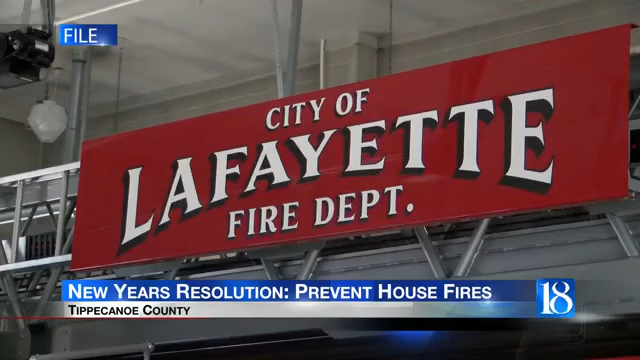 FILE
CITY OF
LAFAYETTE
FIRE DEPT.
NEW YEARS RESOLUTION: PREVENT HOUSE FIRES
TIPPECANOE COUNTY
18